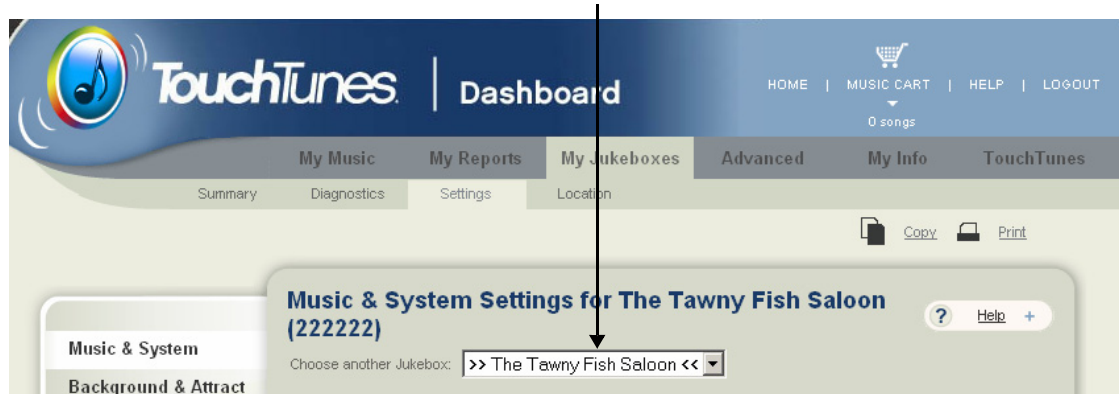 TouchTunes. | Dashboard
HOME | MUSIC CART | HELP | LOGOUT
0 songs
My Music My Reports My Jukeboxes Advanced My Info TouchTunes
Summary Diagnostics Settings Location
Copy Print
Music & System Settings for The Tawny Fish Saloon
(222222)
? Help +
Music & System
Choose another Jukebox: >> The Tawny Fish Saloon <<
Background & Attract